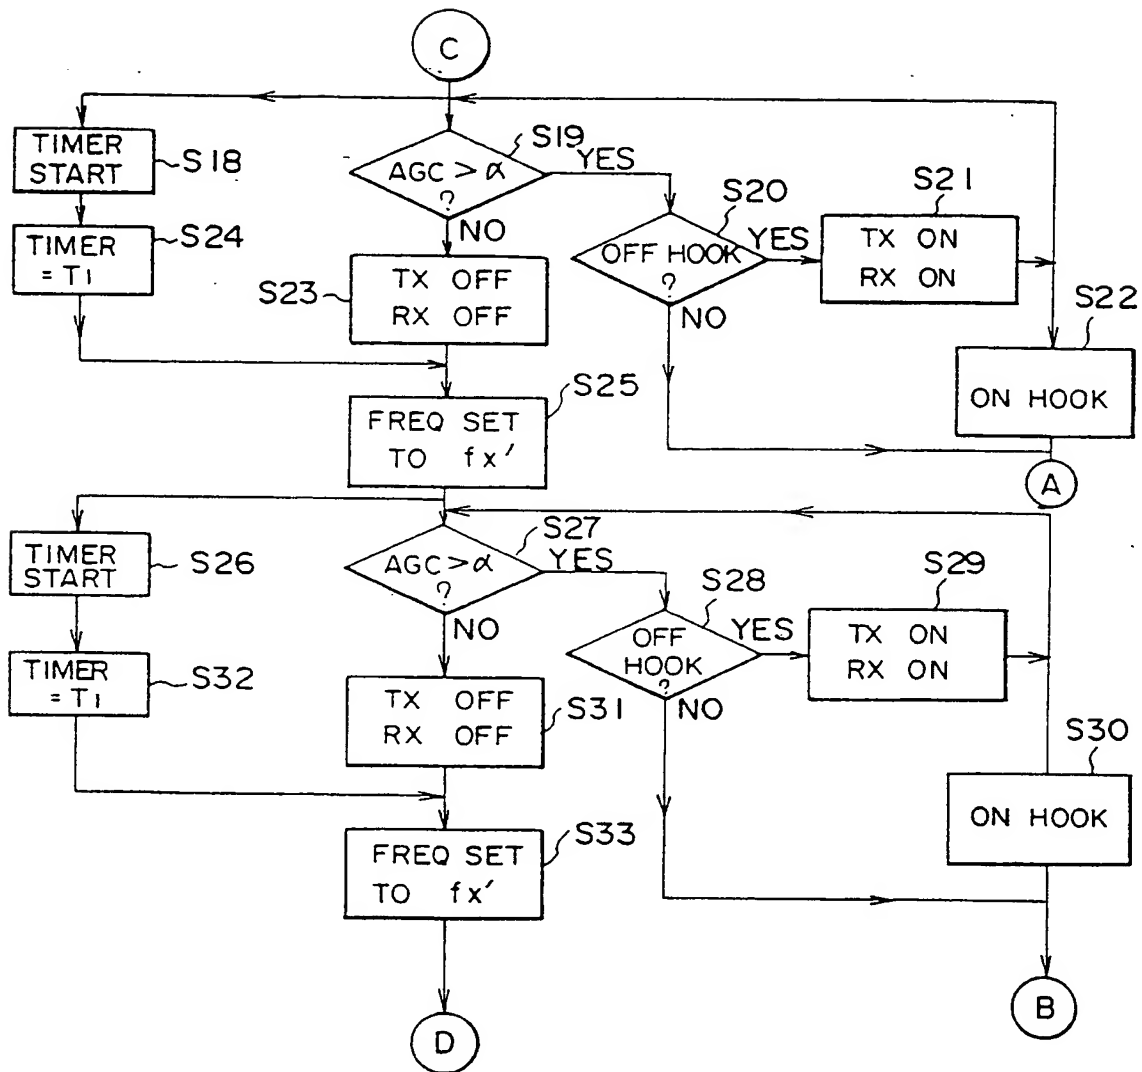 C
TIMER
START
S18
AGC > α
?
S19
YES
NO
TIMER
= T1
S24
TX OFF
RX OFF
S23
OFF HOOK
?
S20
YES
NO
TX ON
RX ON
S21
S22
ON HOOK
A
S25
FREQ SET
TO fx'
TIMER
START
S26
AGC > α
?
S27
YES
NO
TIMER
= T1
S32
TX OFF
RX OFF
S31
OFF
HOOK
?
S28
YES
NO
TX ON
RX ON
S29
S30
ON HOOK
S33
FREQ SET
TO fx'
B
D